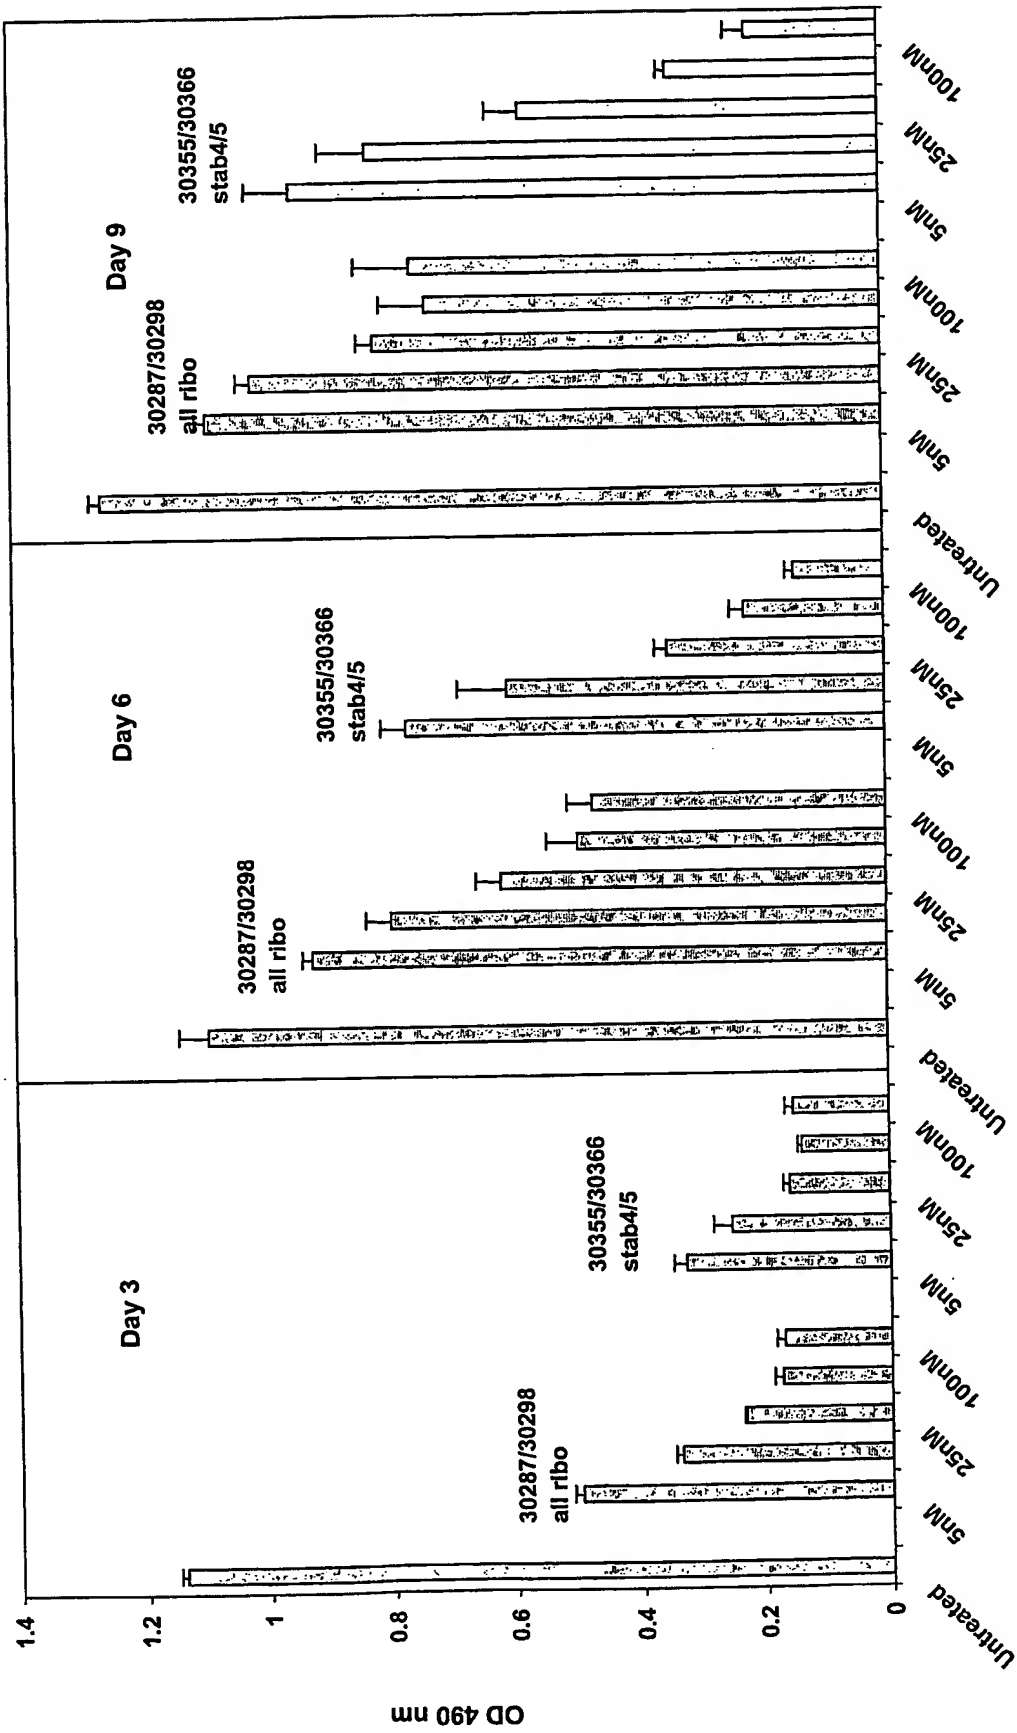 OD 490 nm
1.4
1.2
1
0.8
0.6
0.4
0.2
0
Day 3
30287/30298
all ribo
30355/30366
stab4/5
Untreated
5nM
25nM
100nM
5nM
25nM
100nM
Day 6
30287/30298
all ribo
30355/30366
stab4/5
Untreated
5nM
25nM
100nM
5nM
25nM
100nM
Day 9
30287/30298
all ribo
30355/30366
stab4/5
Untreated
5nM
25nM
100nM
5nM
25nM
100nM